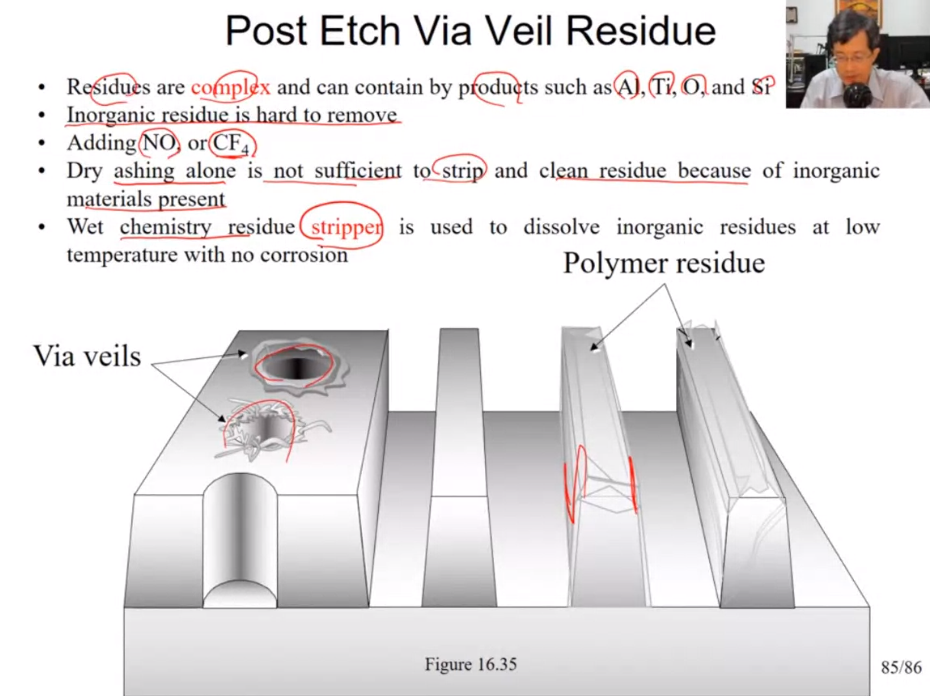 Post Etch Via Veil Residue
• Residues are complex and can contain by products such as Al, Ti, O, and Si
• Inorganic residue is hard to remove
• Adding NO, or CF4
• Dry ashing alone is not sufficient to strip and clean residue because of inorganic
materials present
• Wet chemistry residue stripper is used to dissolve inorganic residues at low
temperature with no corrosion
Polymer residue
Via veils
Figure 16.35
85/86